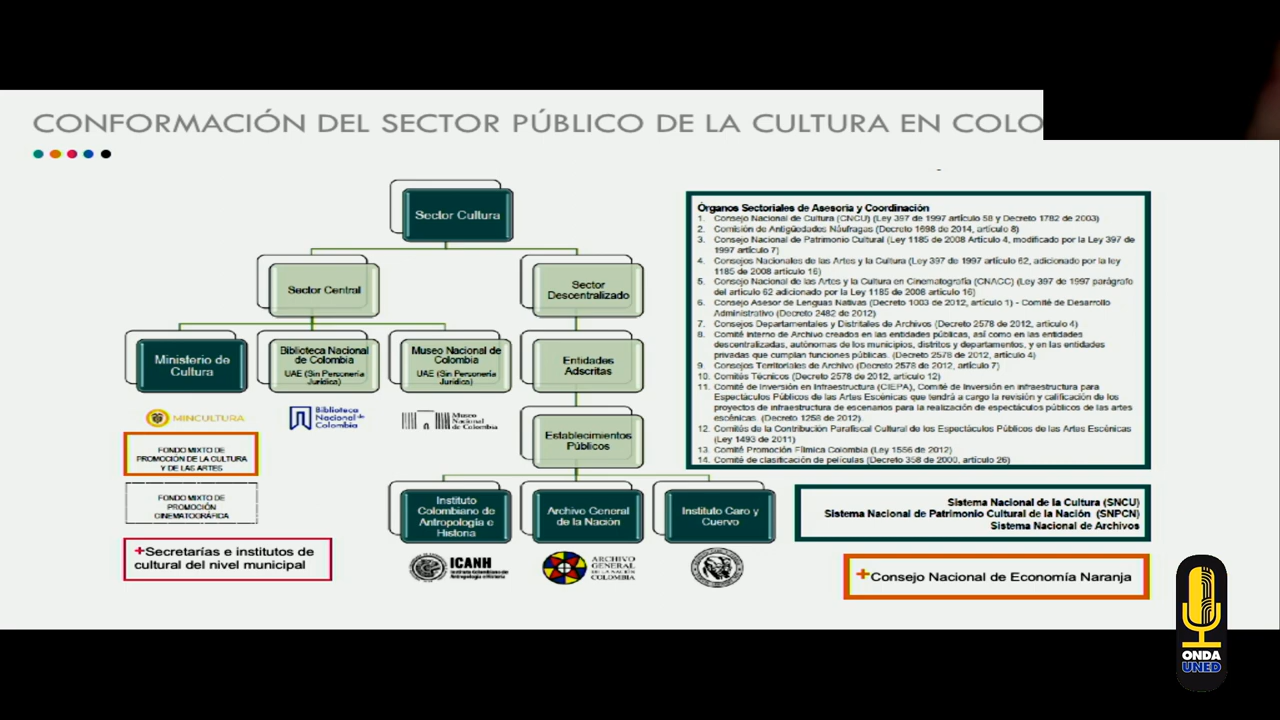 CONFORMACIÓN DEL SECTOR PÚBLICO DE LA CULTURA EN COLO
Sector Cultura
Sector Central
Sector
Descentralizado
Ministerio de
Cultura
Biblioteca Nacional
de Colombia
UAE (Sin Personería
Jurídica)
Museo Nacional de
Colombia
UAE (Sin Personería
Jurídica)
Entidades
Adscritas
MINCULTURA
Biblioteca
Nacional de
Colombia
Museo
Nacional
de Colombia
Establecimientos
Públicos
FONDO MIXTO DE
PROMOCIÓN DE LA CULTURA
Y DE LAS ARTES
FONDO MIXTO DE
PROMOCIÓN
CINEMATOGRÁFICA
+Secretarías e institutos de
cultural del nivel municipal
Instituto
Colombiano de
Antropología e
Historia
Archivo General
de la Nación
Instituto Caro y
Cuervo
ICANH
Instituto Colombiano de
Antropología e Historia
ARCHIVO
GENERAL
DE LA NACIÓN
COLOMBIA
Órganos Sectoriales de Asesoría y Coordinación
1. Consejo Nacional de Cultura (CNCU) (Ley 397 de 1997 artículo 58 y Decreto 1782 de 2003)
2. Comisión de Antigüedades Náufragas (Decreto 1698 de 2014, artículo 8)
3. Consejo Nacional de Patrimonio Cultural (Ley 1185 de 2008 Artículo 4, modificado por la Ley 397 de
1997 artículo 7)
4. Consejos Nacionales de las Artes y la Cultura (Ley 397 de 1997 artículo 62, adicionado por la ley
1185 de 2008 artículo 16)
5. Consejo Nacional de las Artes y la Cultura en Cinematografía (CNACC) (Ley 397 de 1997 parágrafo
del artículo 62 adicionado por la Ley 1185 de 2008 artículo 16)
6. Consejo Asesor de Lenguas Nativas (Decreto 1003 de 2012, artículo 1) - Comité de Desarrollo
Administrativo (Decreto 2482 de 2012)
7. Consejos Departamentales y Distritales de Archivos (Decreto 2578 de 2012, artículo 4)
8. Comité interno de Archivo creados en las entidades públicas, así como en las entidades
descentralizadas, autónomas de los municipios, distritos y departamentos, y en las entidades
privadas que cumplan funciones públicas. (Decreto 2578 de 2012, artículo 4)
9. Consejos Territoriales de Archivo (Decreto 2578 de 2012, artículo 7)
10. Comités Técnicos (Decreto 2578 de 2012, artículo 12)
11. Comité de Inversión en Infraestructura (CIEPA), Comité de Inversión en infraestructura para
Espectáculos Públicos de las Artes Escénicas que tendrá a cargo la revisión y calificación de los
proyectos de infraestructura de escenarios para la realización de espectáculos públicos de las artes
escénicas. (Decreto 1258 de 2012).
12. Comités de la Contribución Parafiscal Cultural de los Espectáculos Públicos de las Artes Escénicas
(Ley 1493 de 2011)
13. Comité Promoción Fílmica Colombia (Ley 1556 de 2012)
14. Comité de clasificación de películas (Decreto 358 de 2000, artículo 26)
Sistema Nacional de la Cultura (SNCU)
Sistema Nacional de Patrimonio Cultural de la Nación (SNPCN)
Sistema Nacional de Archivos
+Consejo Nacional de Economía Naranja
ONDA
UNED